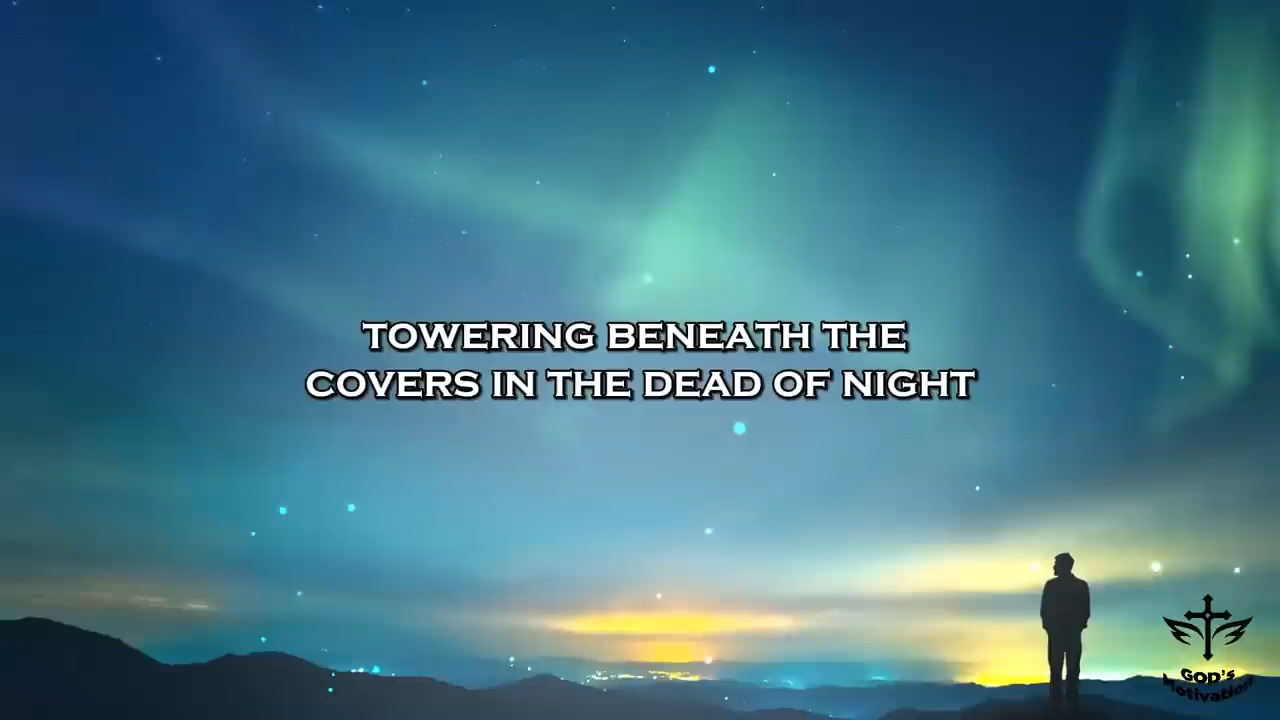 TOWERING BENEATH THE
COVERS IN THE DEAD OF NIGHT
GOD's
Motivation